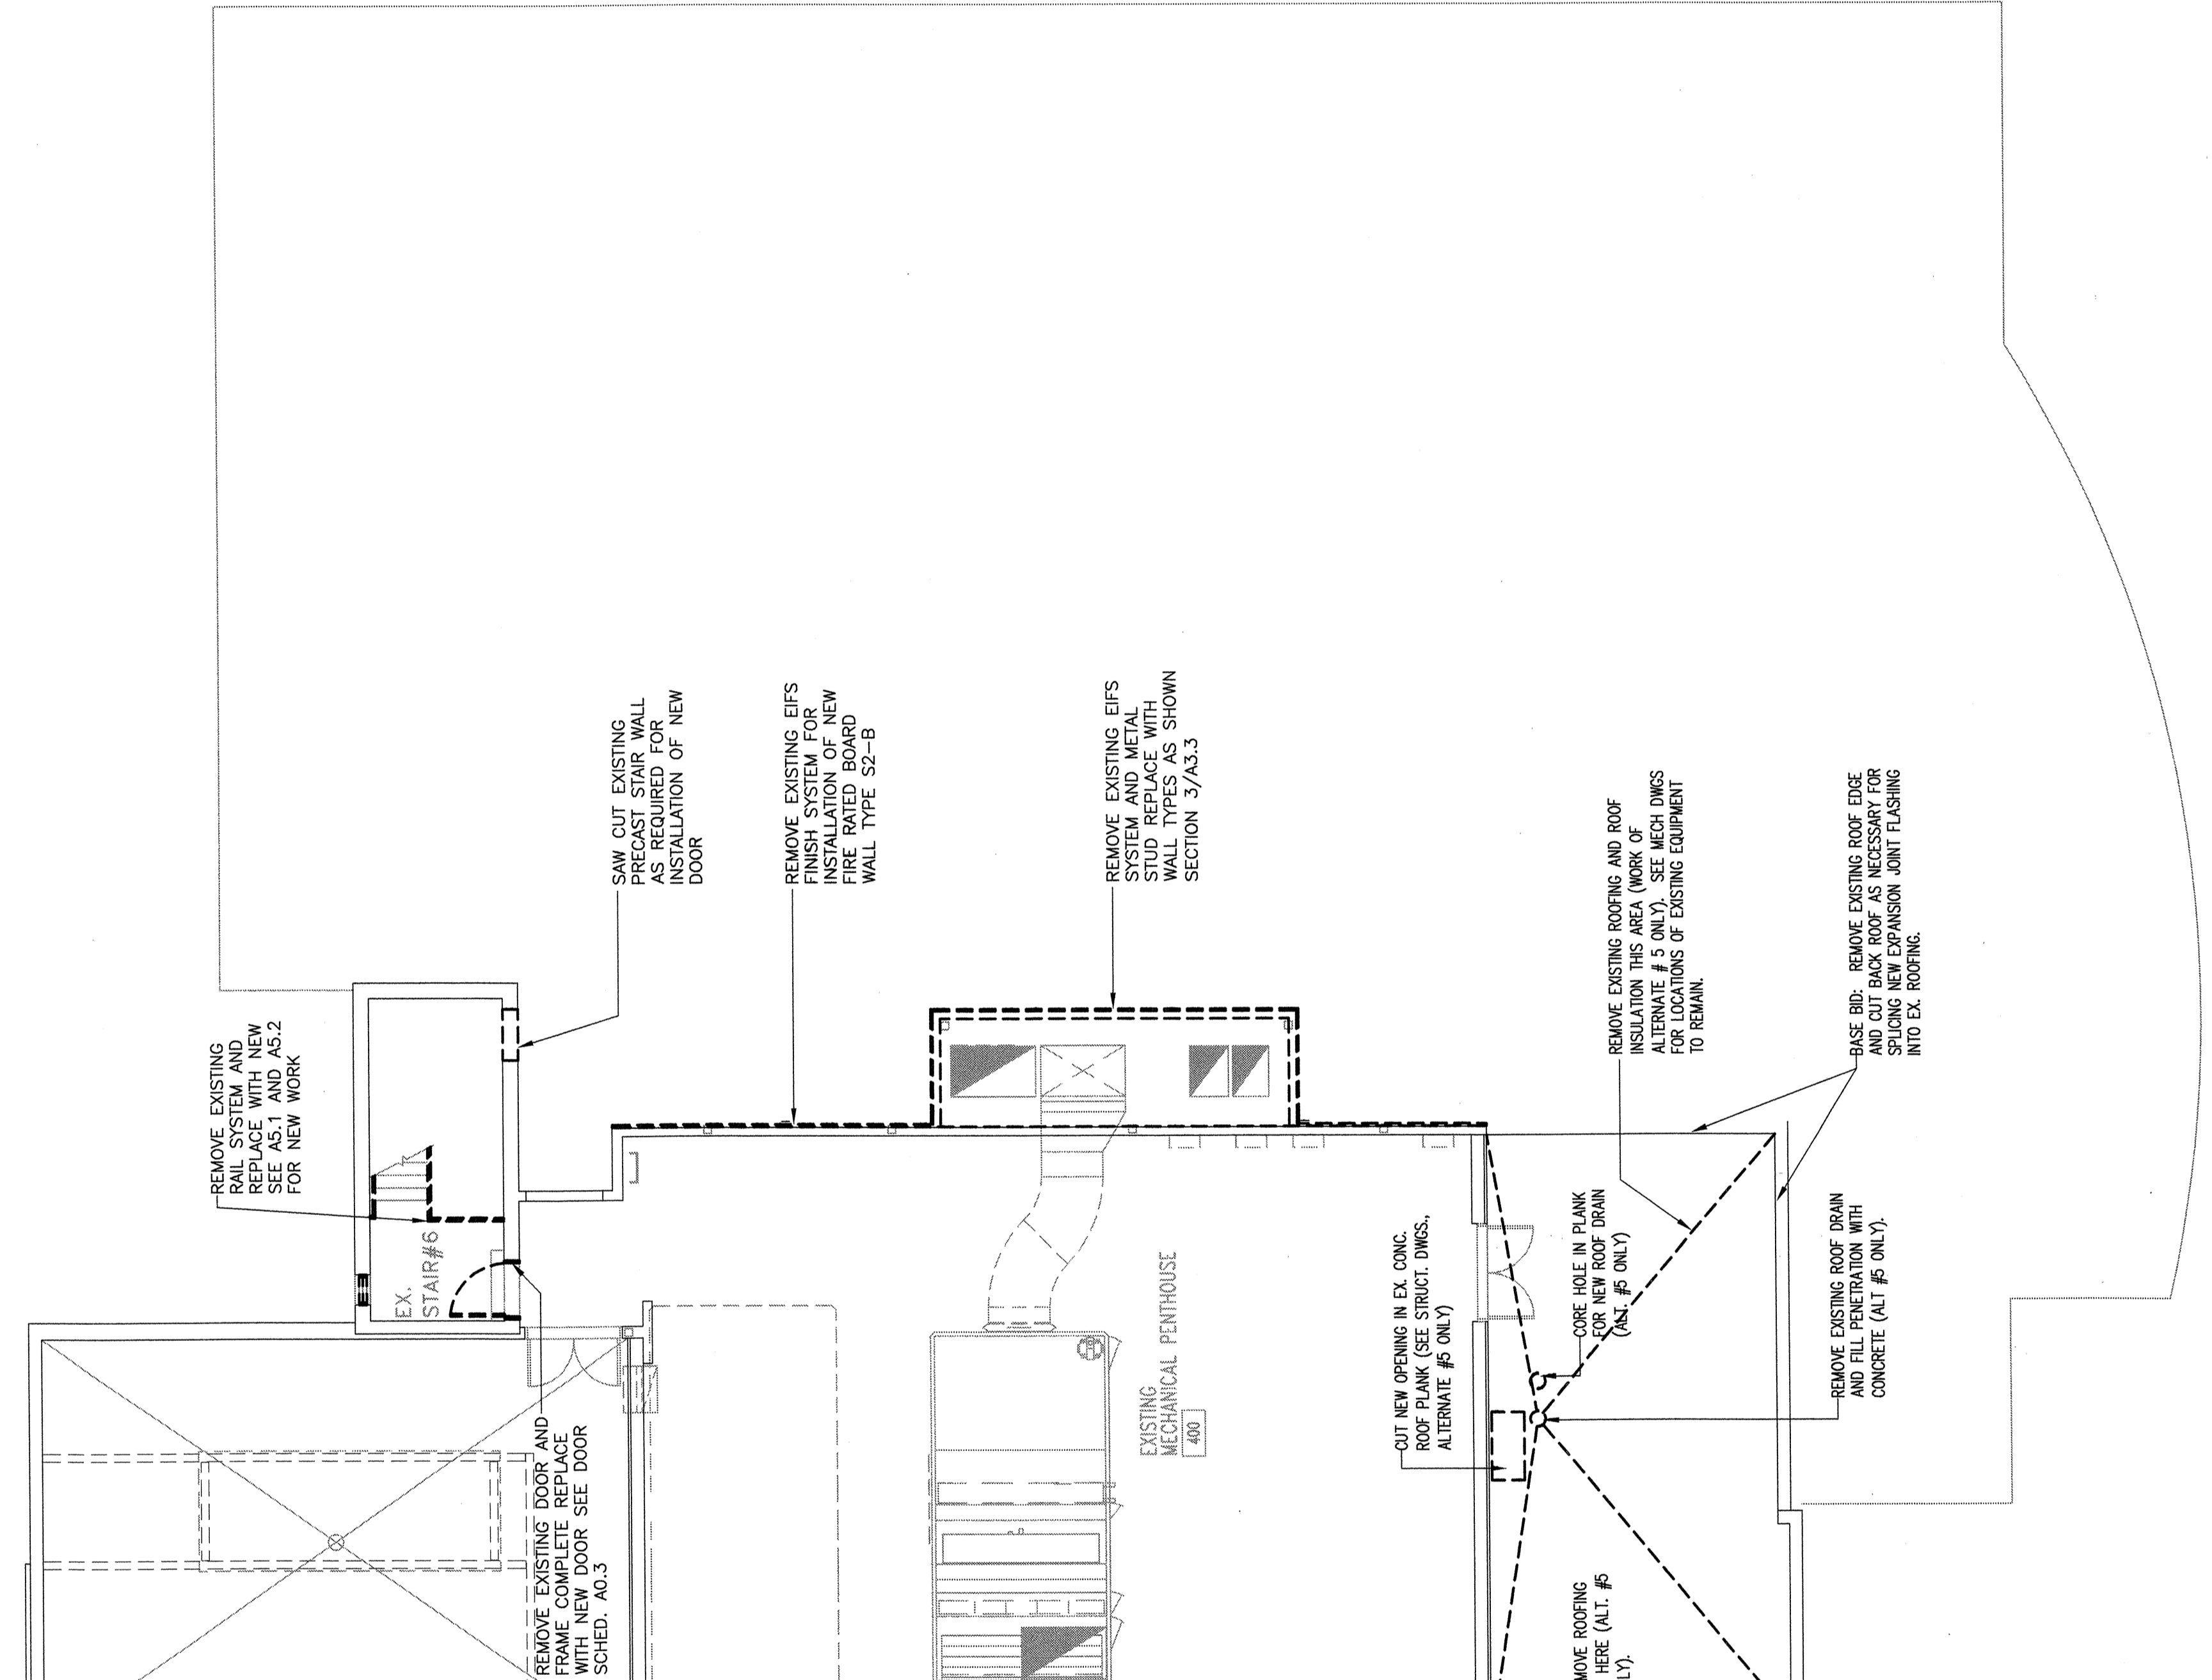 REMOVE EXISTING
RAIL SYSTEM AND
REPLACE WITH NEW
SEE A5.1 AND A5.2
FOR NEW WORK
EX.
STAIR#6
REMOVE EXISTING DOOR AND
FRAME COMPLETE REPLACE
WITH NEW DOOR SEE DOOR
SCHED. A0.3
SAW CUT EXISTING
PRECAST STAIR WALL
AS REQUIRED FOR
INSTALLATION OF NEW
DOOR
REMOVE EXISTING EIFS
FINISH SYSTEM FOR
INSTALLATION OF NEW
FIRE RATED BOARD
WALL TYPE S2-B
REMOVE EXISTING EIFS
SYSTEM AND METAL
STUD REPLACE WITH
WALL TYPES AS SHOWN
SECTION 3/A3.3
EXISTING
MECHANICAL PENTHOUSE
400
CUT NEW OPENING IN EX. CONC.
ROOF PLANK (SEE STRUCT. DWGS.,
ALTERNATE #5 ONLY)
CORE HOLE IN PLANK
FOR NEW ROOF DRAIN
(ALT. #5 ONLY)
REMOVE EXISTING ROOFING AND ROOF
INSULATION THIS AREA (WORK OF
ALTERNATE # 5 ONLY). SEE MECH DWGS
FOR LOCATIONS OF EXISTING EQUIPMENT
TO REMAIN.
BASE BID: REMOVE EXISTING ROOF EDGE
AND CUT BACK ROOF AS NECESSARY FOR
SPLICING NEW EXPANSION JOINT FLASHING
INTO EX. ROOFING.
REMOVE EXISTING ROOF DRAIN
AND FILL PENETRATION WITH
CONCRETE (ALT #5 ONLY).
MOVE ROOFING
HERE (ALT. #5
LY).